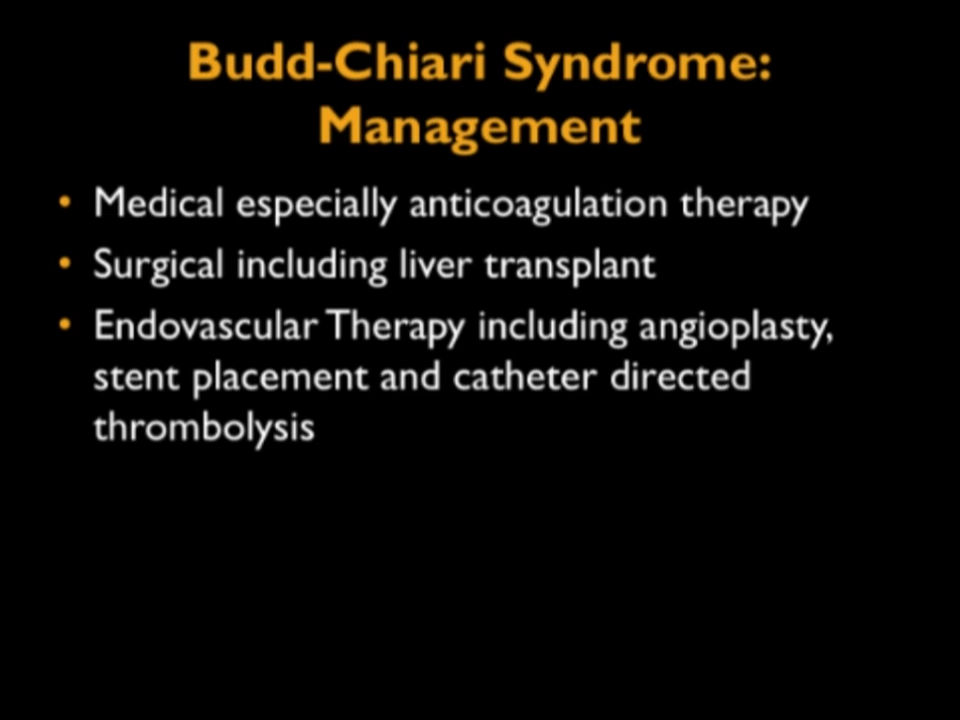 Budd-Chiari Syndrome:
Management
• Medical especially anticoagulation therapy
• Surgical including liver transplant
• Endovascular Therapy including angioplasty,
stent placement and catheter directed
thrombolysis